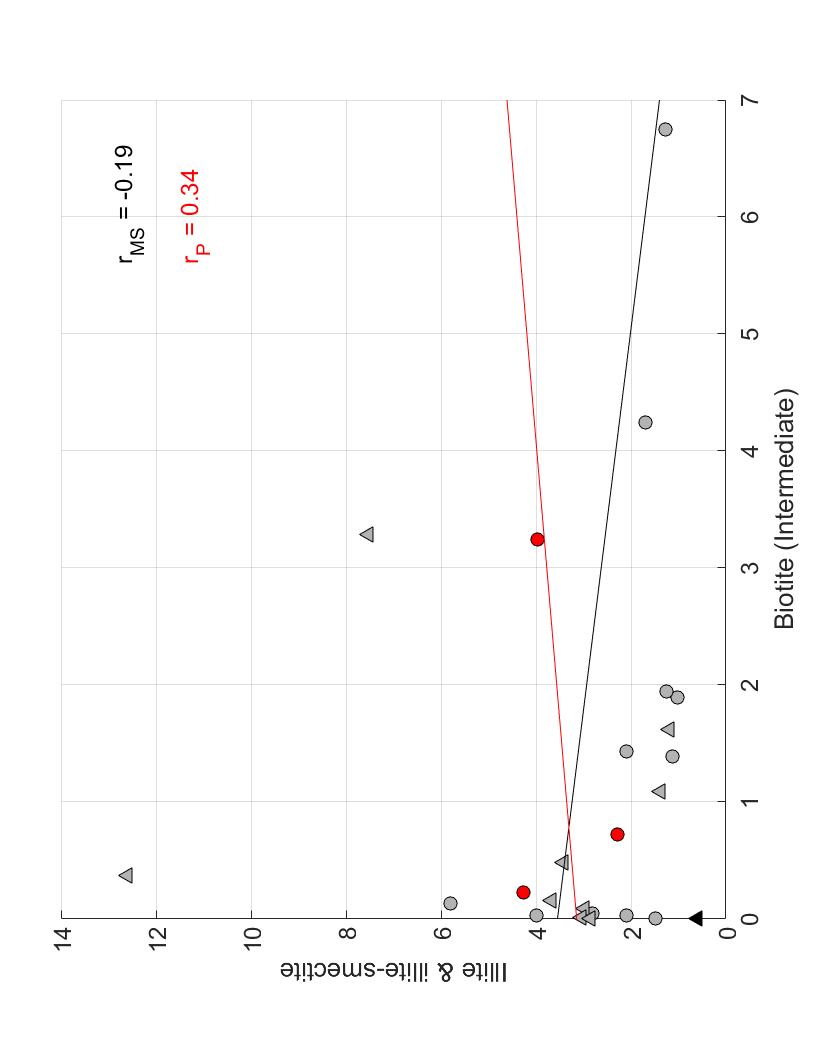 14
12
10
8
6
4
2
0
Illite & illite-smectite
r_MS = -0.19
r_P = 0.34
0 1 2 3 4 5 6 7
Biotite (Intermediate)